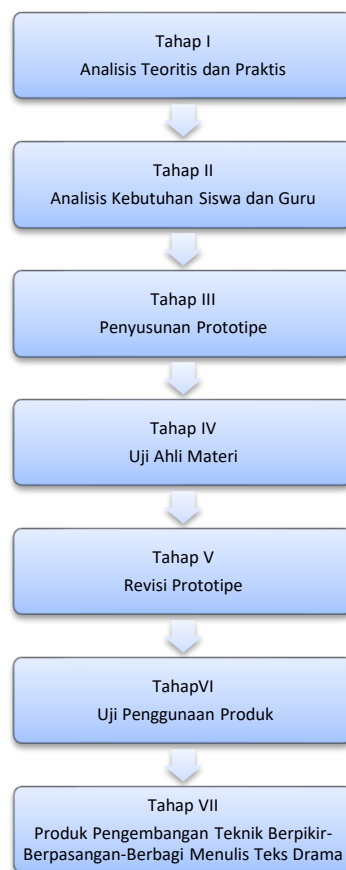 Tahap I
Analisis Teoritis dan Praktis
Tahap II
Analisis Kebutuhan Siswa dan Guru
Tahap III
Penyusunan Prototipe
Tahap IV
Uji Ahli Materi
Tahap V
Revisi Prototipe
TahapVI
Uji Penggunaan Produk
Tahap VII
Produk Pengembangan Teknik Berpikir-
Berpasangan-Berbagi Menulis Teks Drama